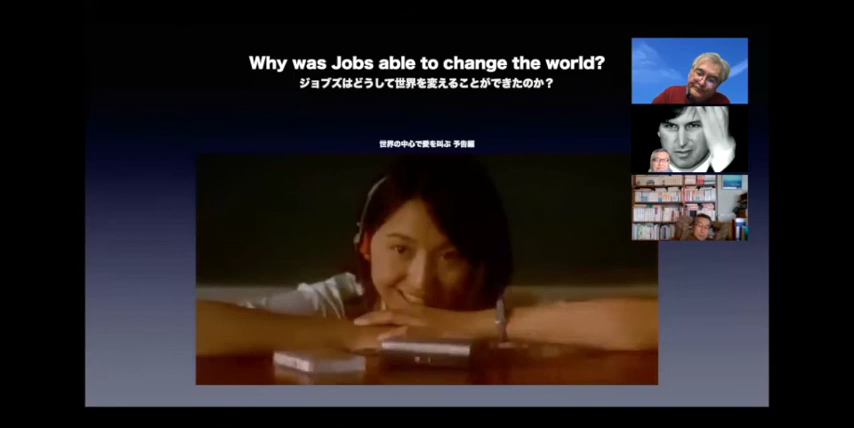 Why was Jobs able to change the world?
ジョブズはどうして世界を変えることができたのか？
世界の中心で愛を叫ぶ 予告編